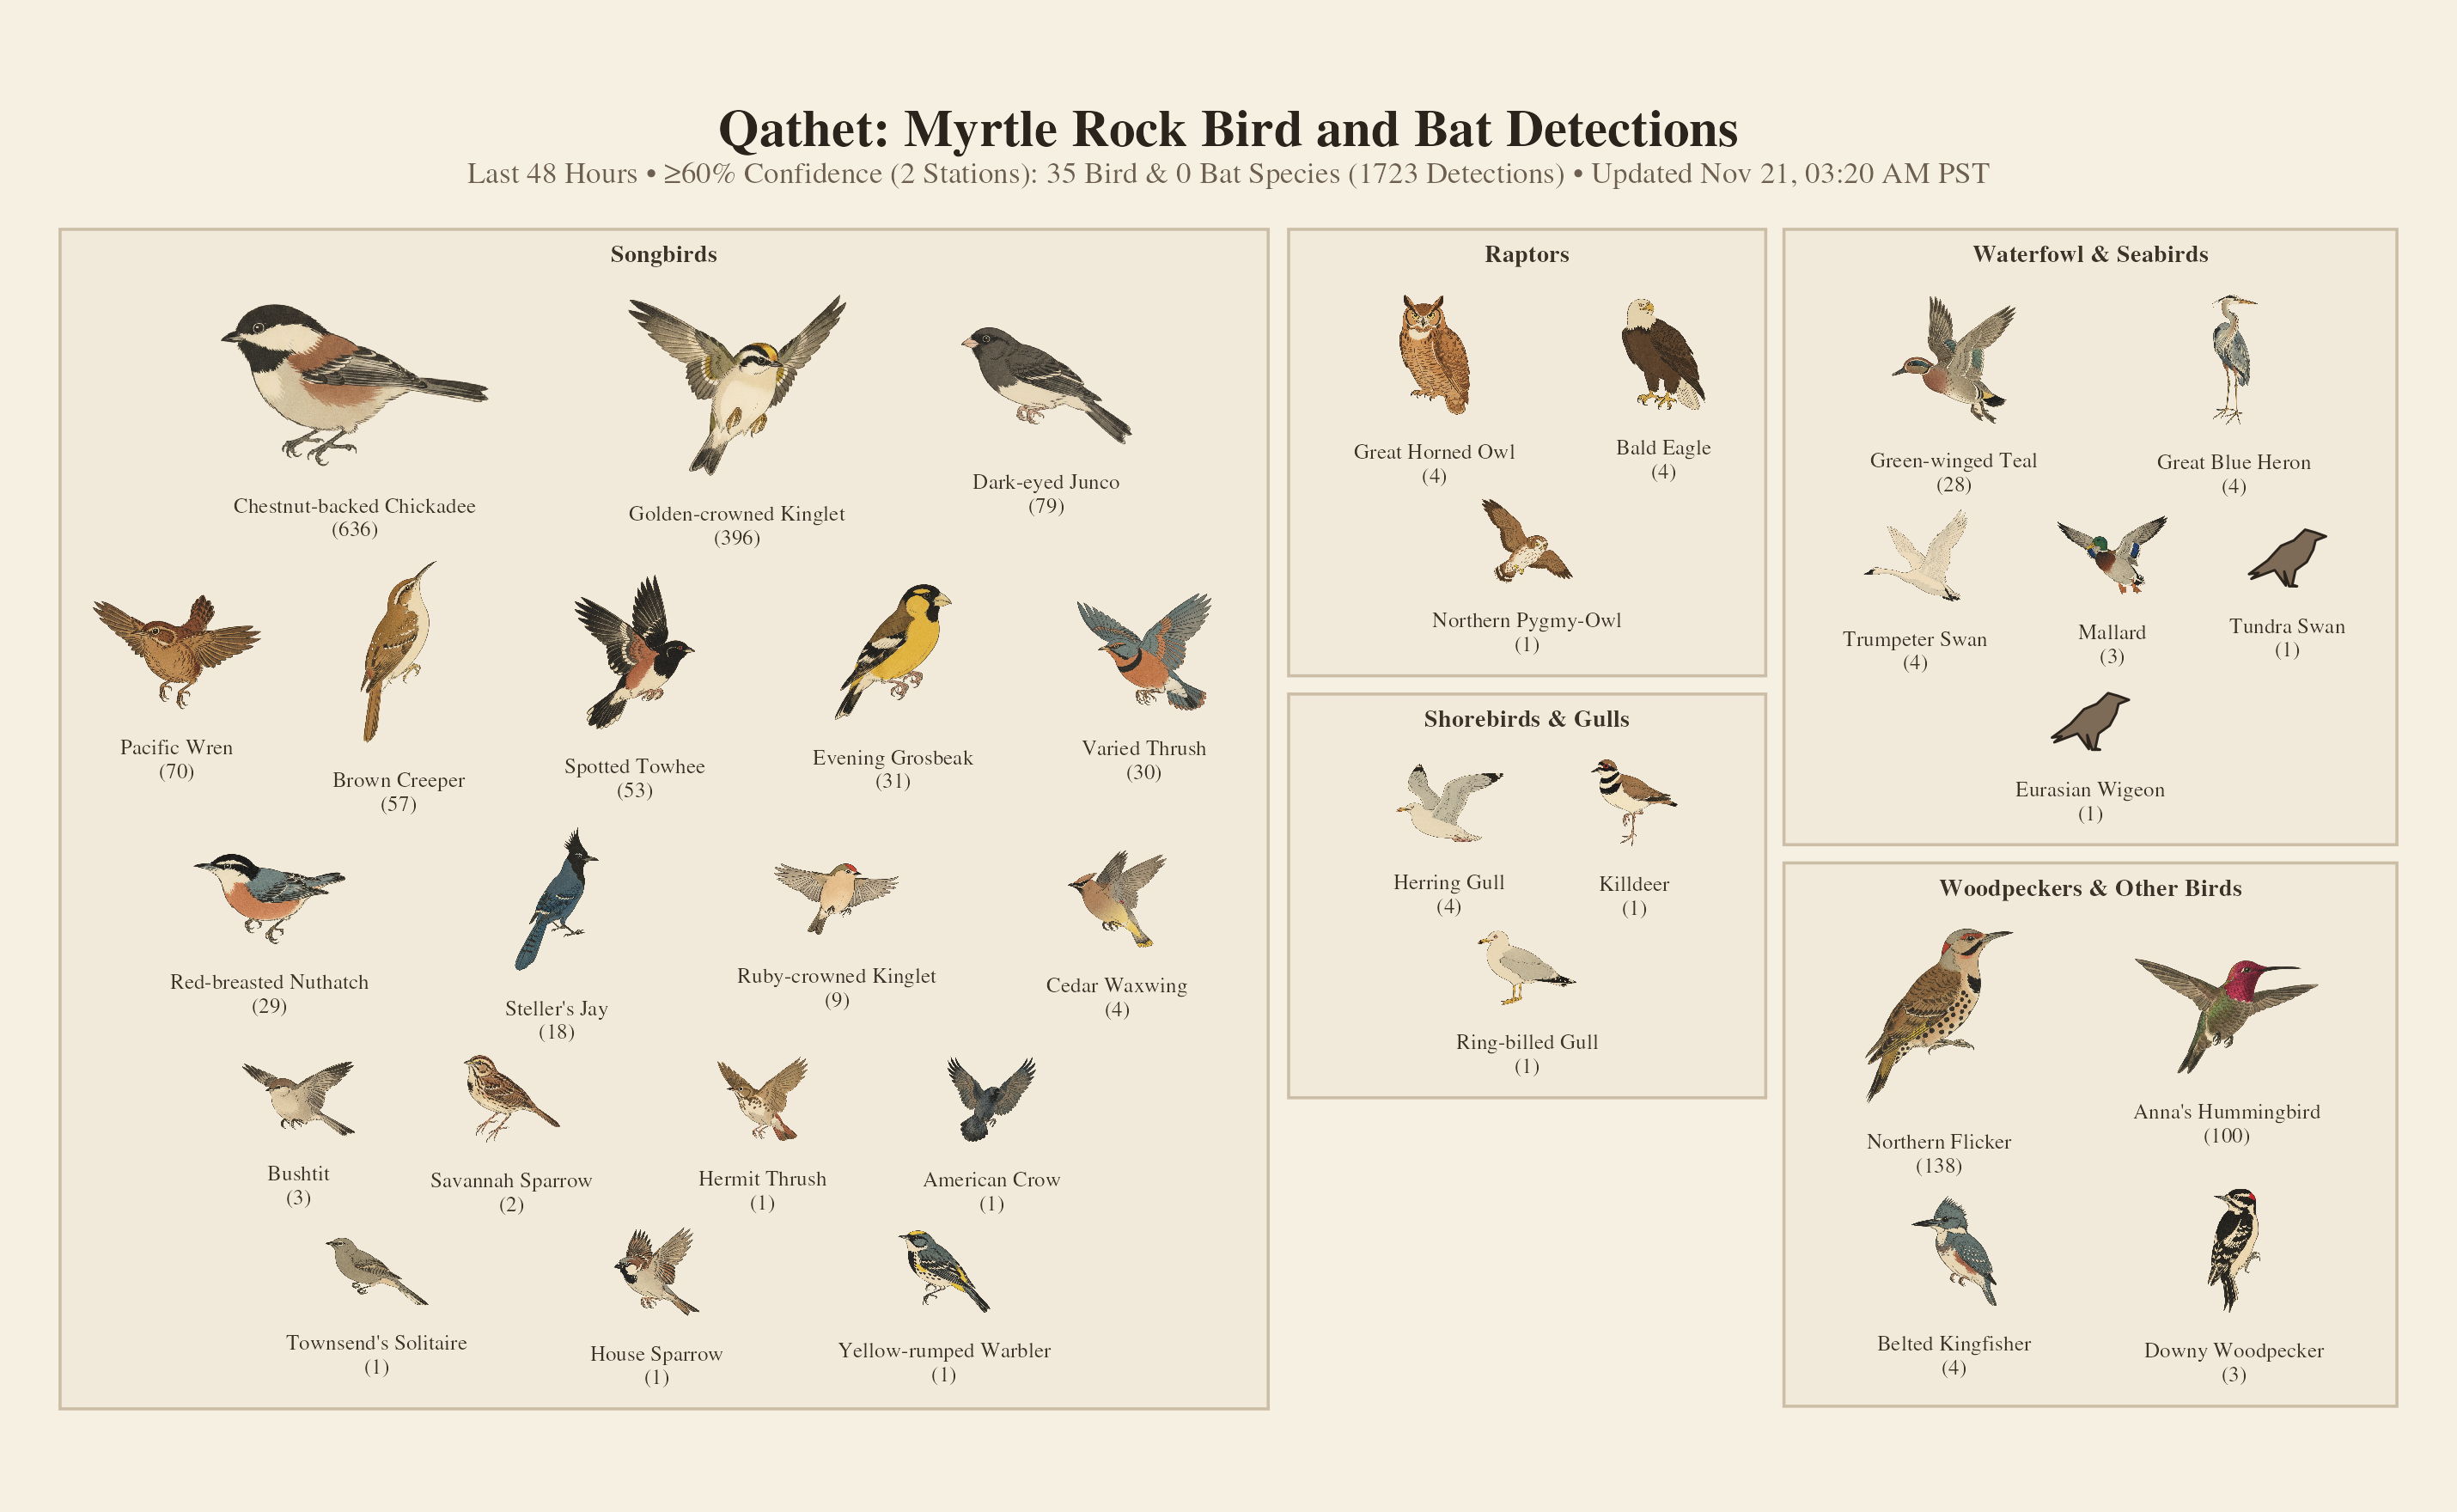 Qathet: Myrtle Rock Bird and Bat Detections
Last 48 Hours • ≥60% Confidence (2 Stations): 35 Bird & 0 Bat Species (1723 Detections) • Updated Nov 21, 03:20 AM PST
Songbirds
Chestnut-backed Chickadee
(636)
Golden-crowned Kinglet
(396)
Dark-eyed Junco
(79)
Pacific Wren
(70)
Brown Creeper
(57)
Spotted Towhee
(53)
Evening Grosbeak
(31)
Varied Thrush
(30)
Red-breasted Nuthatch
(29)
Steller's Jay
(18)
Ruby-crowned Kinglet
(9)
Cedar Waxwing
(4)
Bushtit
(3)
Savannah Sparrow
(2)
Hermit Thrush
(1)
American Crow
(1)
Townsend's Solitaire
(1)
House Sparrow
(1)
Yellow-rumped Warbler
(1)
Raptors
Great Horned Owl
(4)
Bald Eagle
(4)
Northern Pygmy-Owl
(1)
Shorebirds & Gulls
Herring Gull
(4)
Killdeer
(1)
Ring-billed Gull
(1)
Waterfowl & Seabirds
Green-winged Teal
(28)
Great Blue Heron
(4)
Trumpeter Swan
(4)
Mallard
(3)
Tundra Swan
(1)
Eurasian Wigeon
(1)
Woodpeckers & Other Birds
Northern Flicker
(138)
Anna's Hummingbird
(100)
Belted Kingfisher
(4)
Downy Woodpecker
(3)